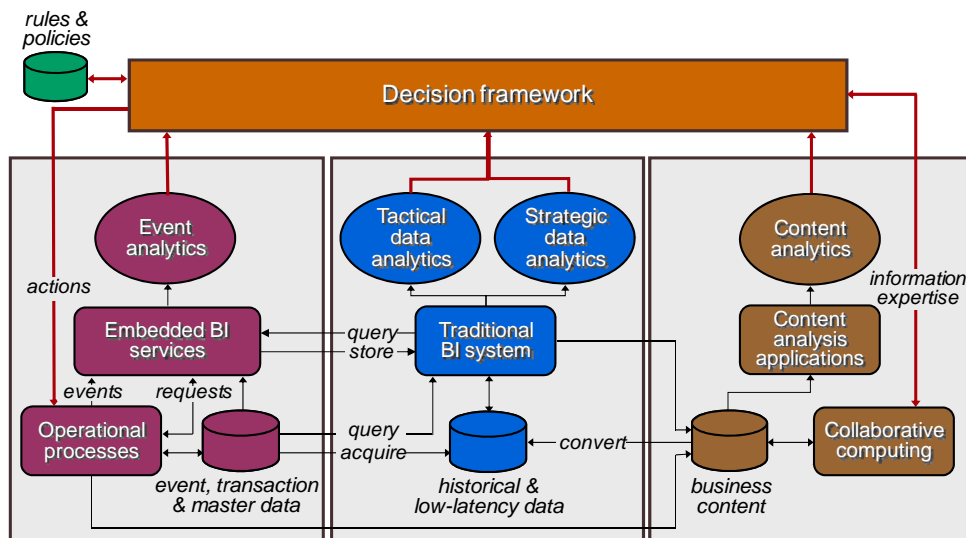 rules &
policies
Decision framework
Event
analytics
Tactical
data
analytics
Strategic
data
analytics
Content
analytics
actions
information
expertise
Embedded BI
services
query
store
Traditional
BI system
Content
analysis
applications
events
requests
Operational
processes
query
acquire
convert
Collaborative
computing
event, transaction
& master data
historical &
low-latency data
business
content